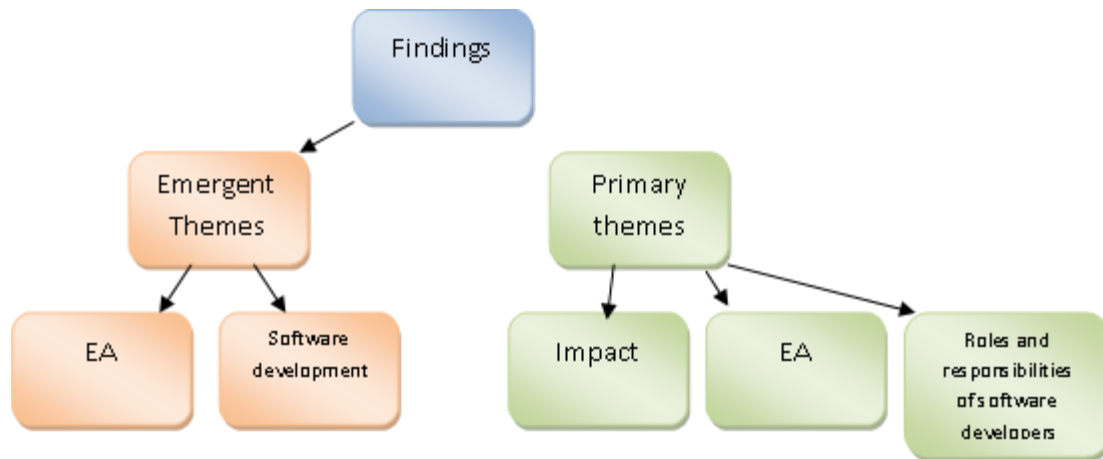 Findings
Emergent
Themes
Primary
themes
EA
Software
development
Impact
EA
Roles and
responsibilities
of software
developers